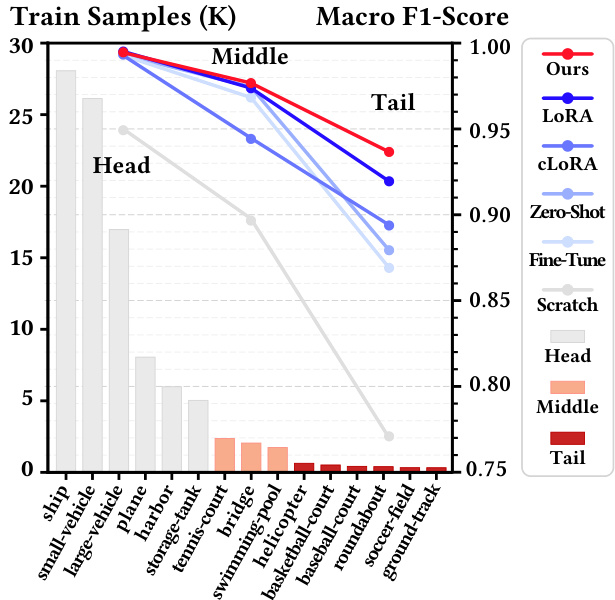 Train Samples (K)
Macro F1-Score
30
25
20
15
10
5
0
1.00
0.95
0.90
0.85
0.80
0.75
Head
Middle
Tail
ship
small-vehicle
large-vehicle
plane
harbor
storage-tank
tennis-court
bridge
swimming-pool
helicopter
basketball-court
baseball-court
roundabout
soccer-field
ground-track
Ours
LoRA
cLoRA
Zero-Shot
Fine-Tune
Scratch
Head
Middle
Tail